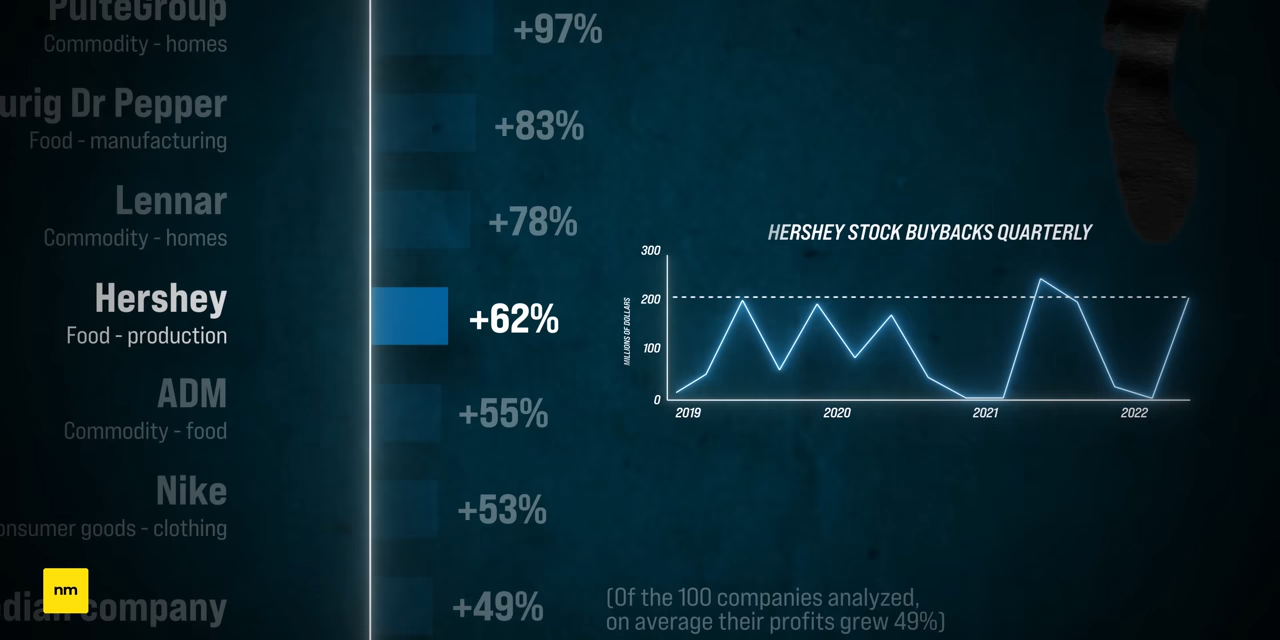 PulteGroup
Commodity - homes
+97%
urig Dr Pepper
Food - manufacturing
+83%
Lennar
Commodity - homes
+78%
Hershey
Food - production
+62%
ADM
Commodity - food
+55%
Nike
onsumer goods - clothing
+53%
company
+49%
(Of the 100 companies analyzed,
on average their profits grew 49%)
HERSHEY STOCK BUYBACKS QUARTERLY
MILLIONS OF DOLLARS
300
200
100
0
2019
2020
2021
2022
nm